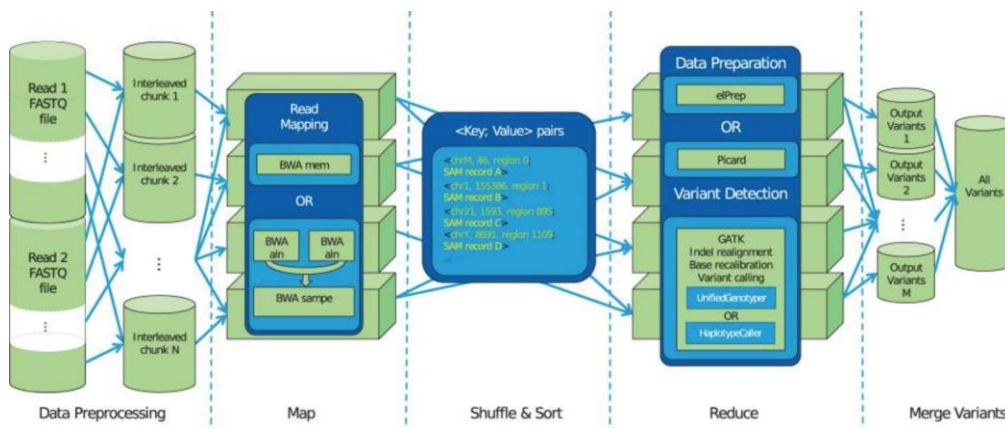 Read 1
FASTQ
file
...
Read 2
FASTQ
file
...
Interleaved
chunk 1
Interleaved
chunk 2
...
Interleaved
chunk N
Read
Mapping
BWA mem
OR
BWA
aln
BWA
aln
BWA sampe
<Key; Value> pairs
<chrM, 46, region 0;
SAM record A>
<chr1, 155386, region 1;
SAM record B>
<chr21, 1593, region 895;
SAM record C>
<chrY, 8691, region 1109;
SAM record D>
...
Data Preparation
elPrep
OR
Picard
Variant Detection
GATK
Indel realignment
Base recalibration
Variant calling
UnifiedGenotyper
OR
HaplotypeCaller
Output
Variants
1
Output
Variants
2
...
Output
Variants
M
All
Variants
Data Preprocessing
Map
Shuffle & Sort
Reduce
Merge Variants